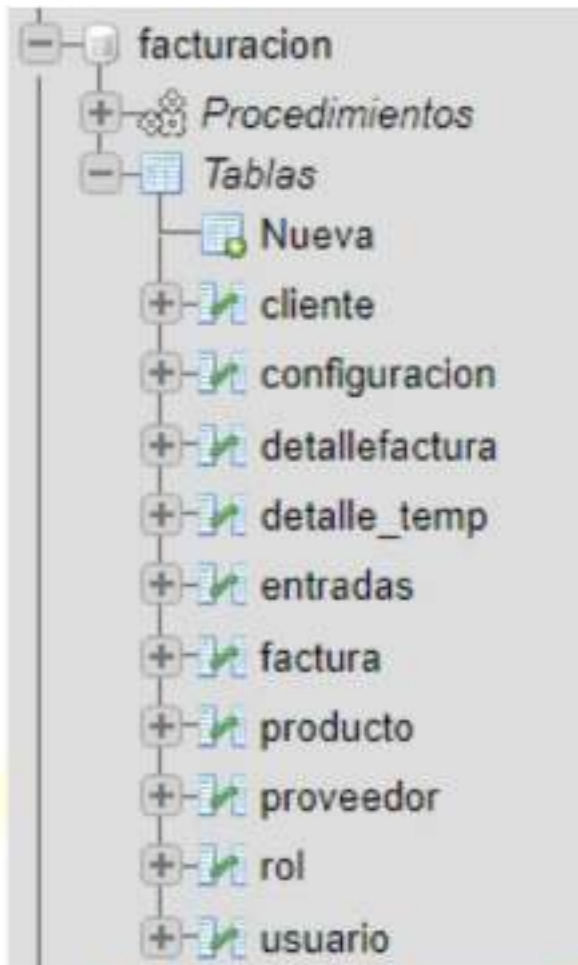 facturacion
Procedimientos
Tablas
Nueva
cliente
configuracion
detallefactura
detalle_temp
entradas
factura
producto
proveedor
rol
usuario